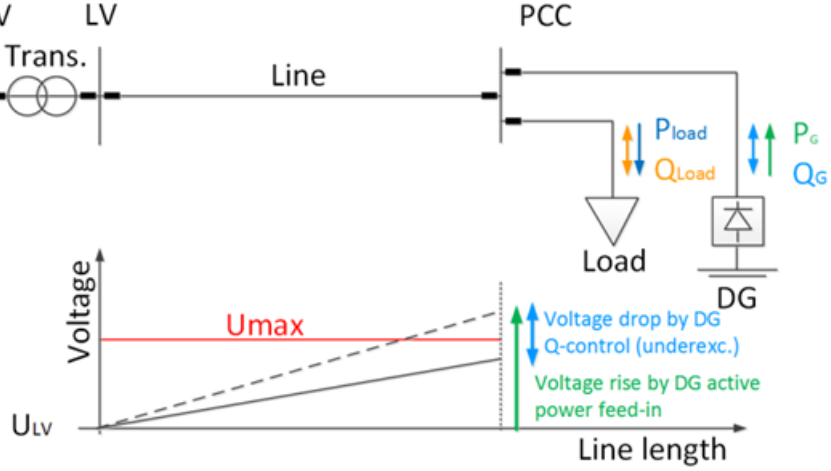 V
LV
PCC
Trans.
Line
Pload
QLoad
PG
QG
Load
DG
Voltage
Umax
Voltage drop by DG
Q-control (underexc.)
Voltage rise by DG active
power feed-in
ULV
Line length